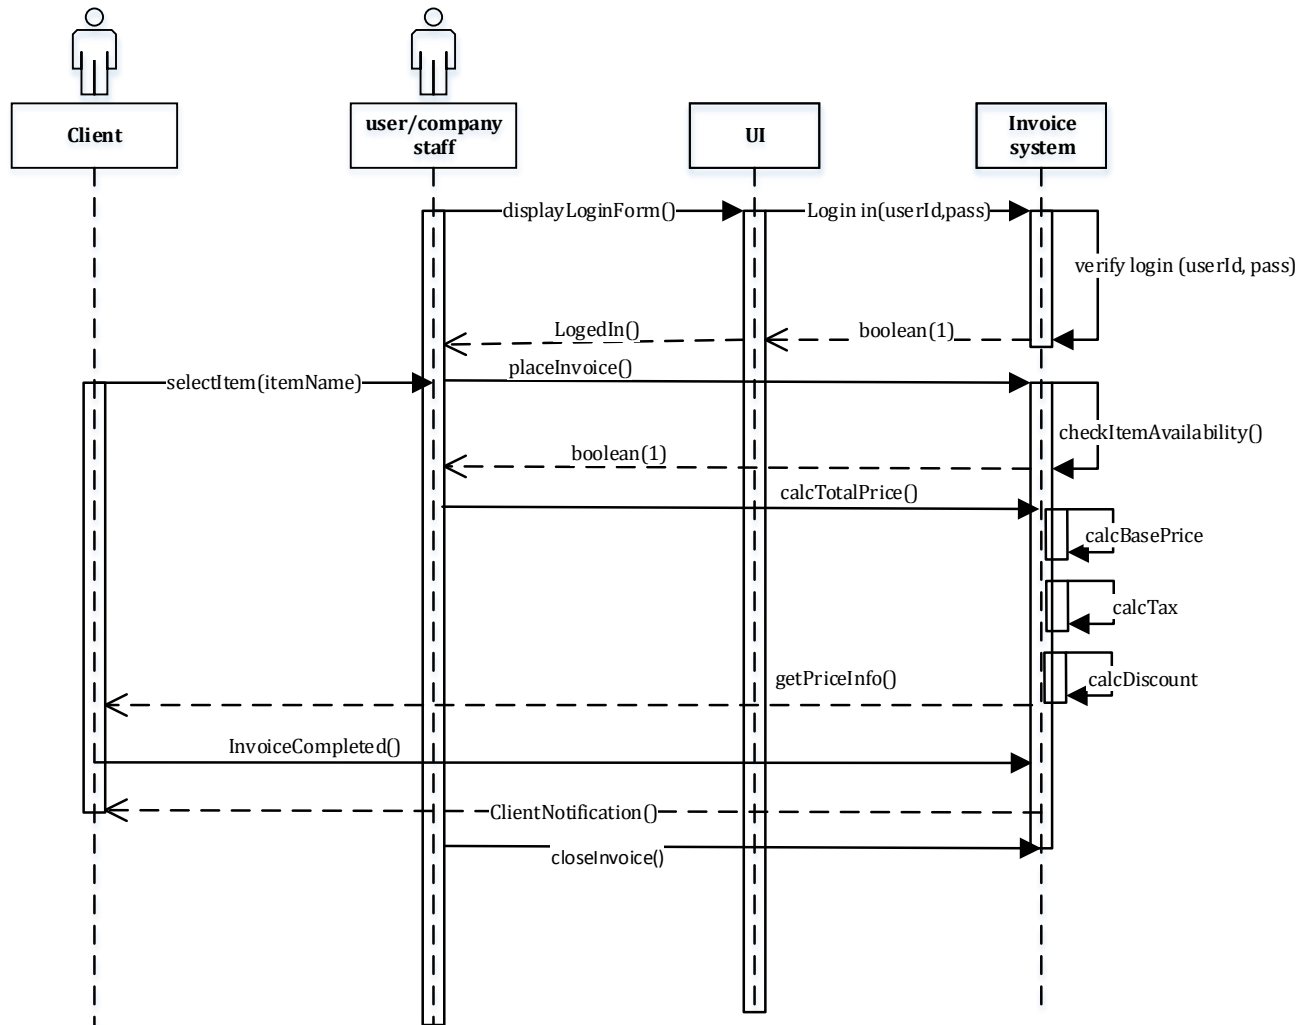 Client
user/company
staff
UI
Invoice
system
displayLoginForm()
Login in(userId,pass)
verify login (userId, pass)
LogedIn()
boolean(1)
selectItem(itemName)
placeInvoice()
checkItemAvailability()
boolean(1)
calcTotalPrice()
calcBasePrice
calcTax
getPriceInfo()
calcDiscount
InvoiceCompleted()
ClientNotification()
closeInvoice()